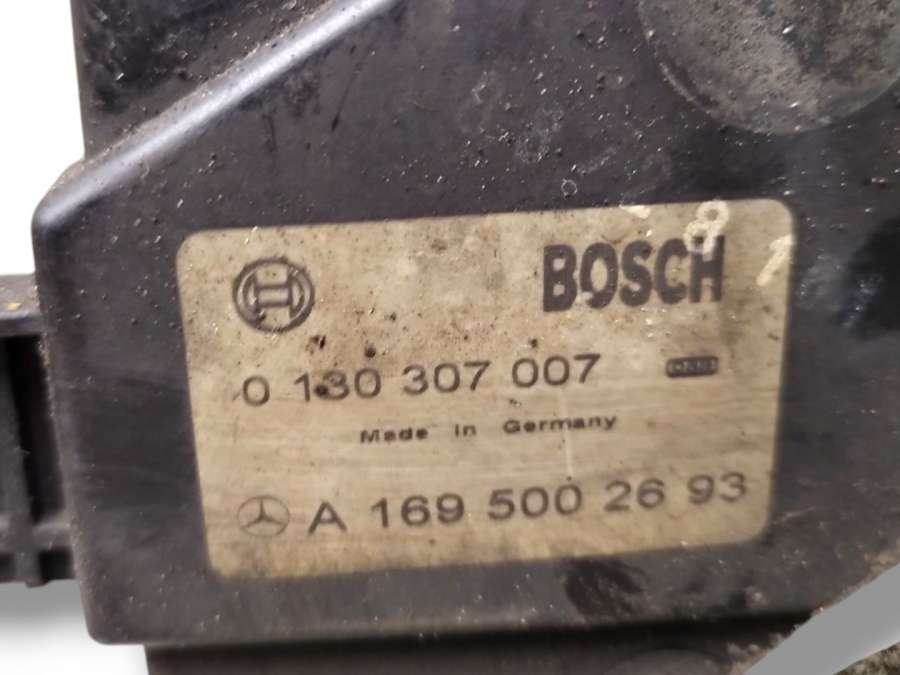 BOSCH
0 130 307 007
Made in Germany
A 169 500 26 93